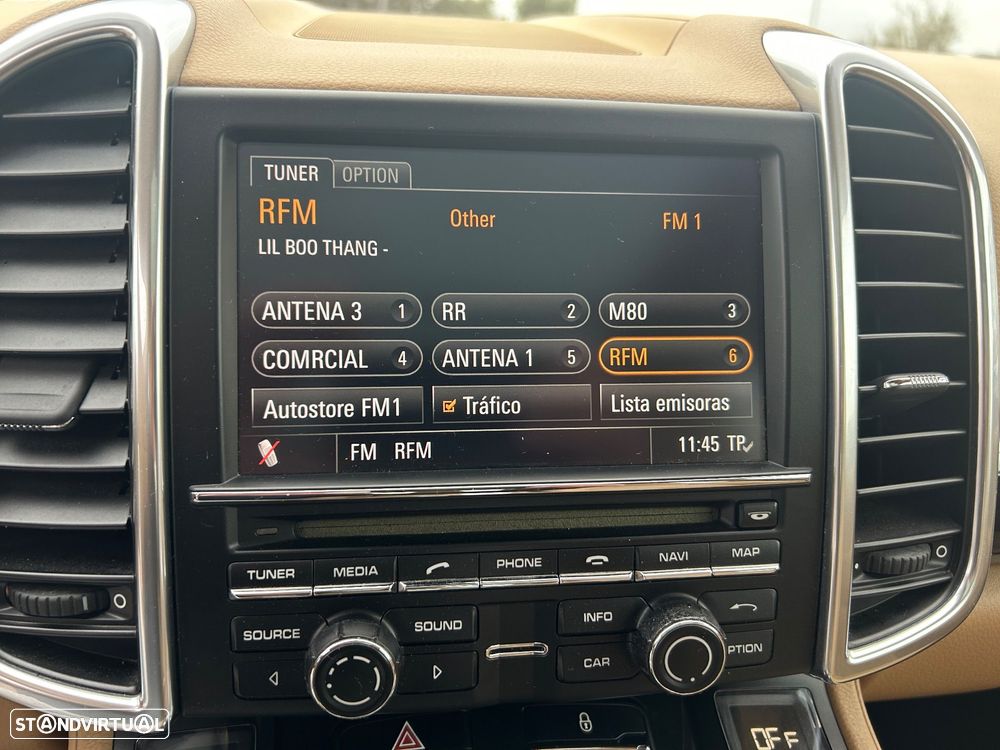 TUNER OPTION
RFM Other FM 1
LIL BOO THANG -
ANTENA 3 1 RR 2 M80 3
COMRCIAL 4 ANTENA 1 5 RFM 6
Autostore FM1 Tráfico Lista emisoras
FM RFM 11:45 TP
TUNER MEDIA PHONE NAVI MAP
SOURCE SOUND INFO
CAR PTION
STANDVIRTUAL OFF